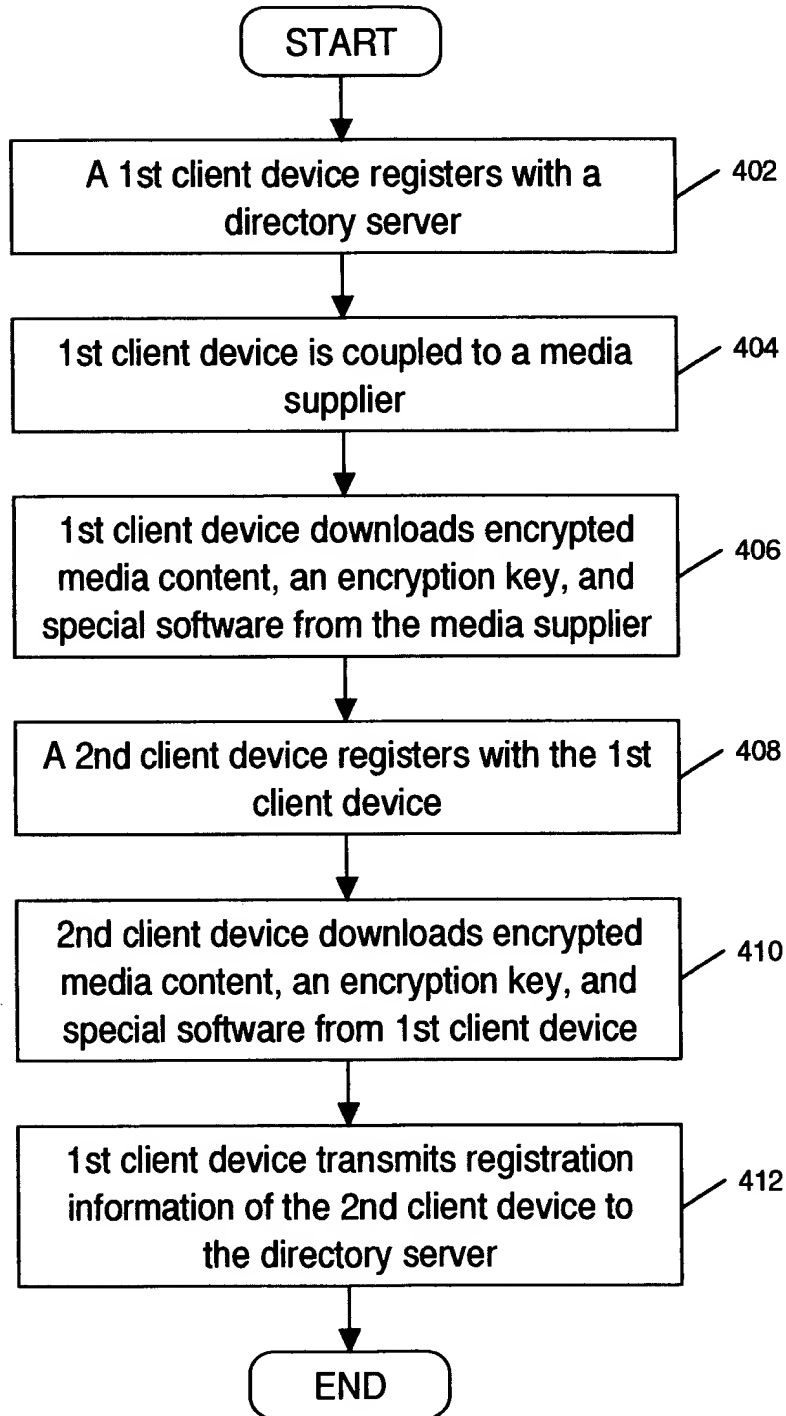 START
A 1st client device registers with a
directory server
402
1st client device is coupled to a media
supplier
404
1st client device downloads encrypted
media content, an encryption key, and
special software from the media supplier
406
A 2nd client device registers with the 1st
client device
408
2nd client device downloads encrypted
media content, an encryption key, and
special software from 1st client device
410
1st client device transmits registration
information of the 2nd client device to
the directory server
412
END